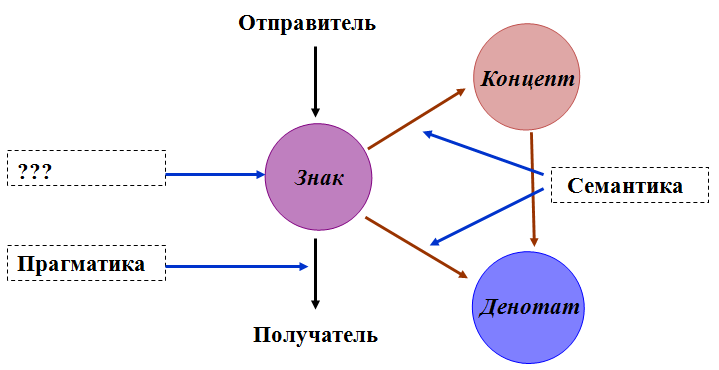 Отправитель
Концепт
???
Знак
Семантика
Прагматика
Денотат
Получатель